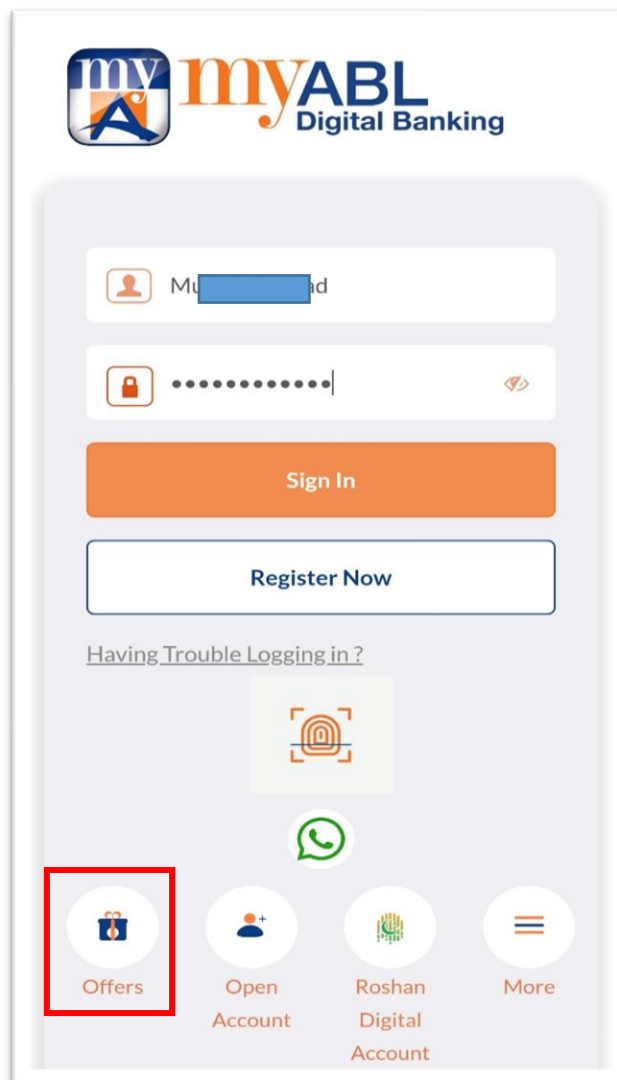 my
myABL
Digital Banking
Mu ad
••••••••••••
Sign In
Register Now
Having Trouble Logging in ?
Offers
Open
Account
Roshan
Digital
Account
More